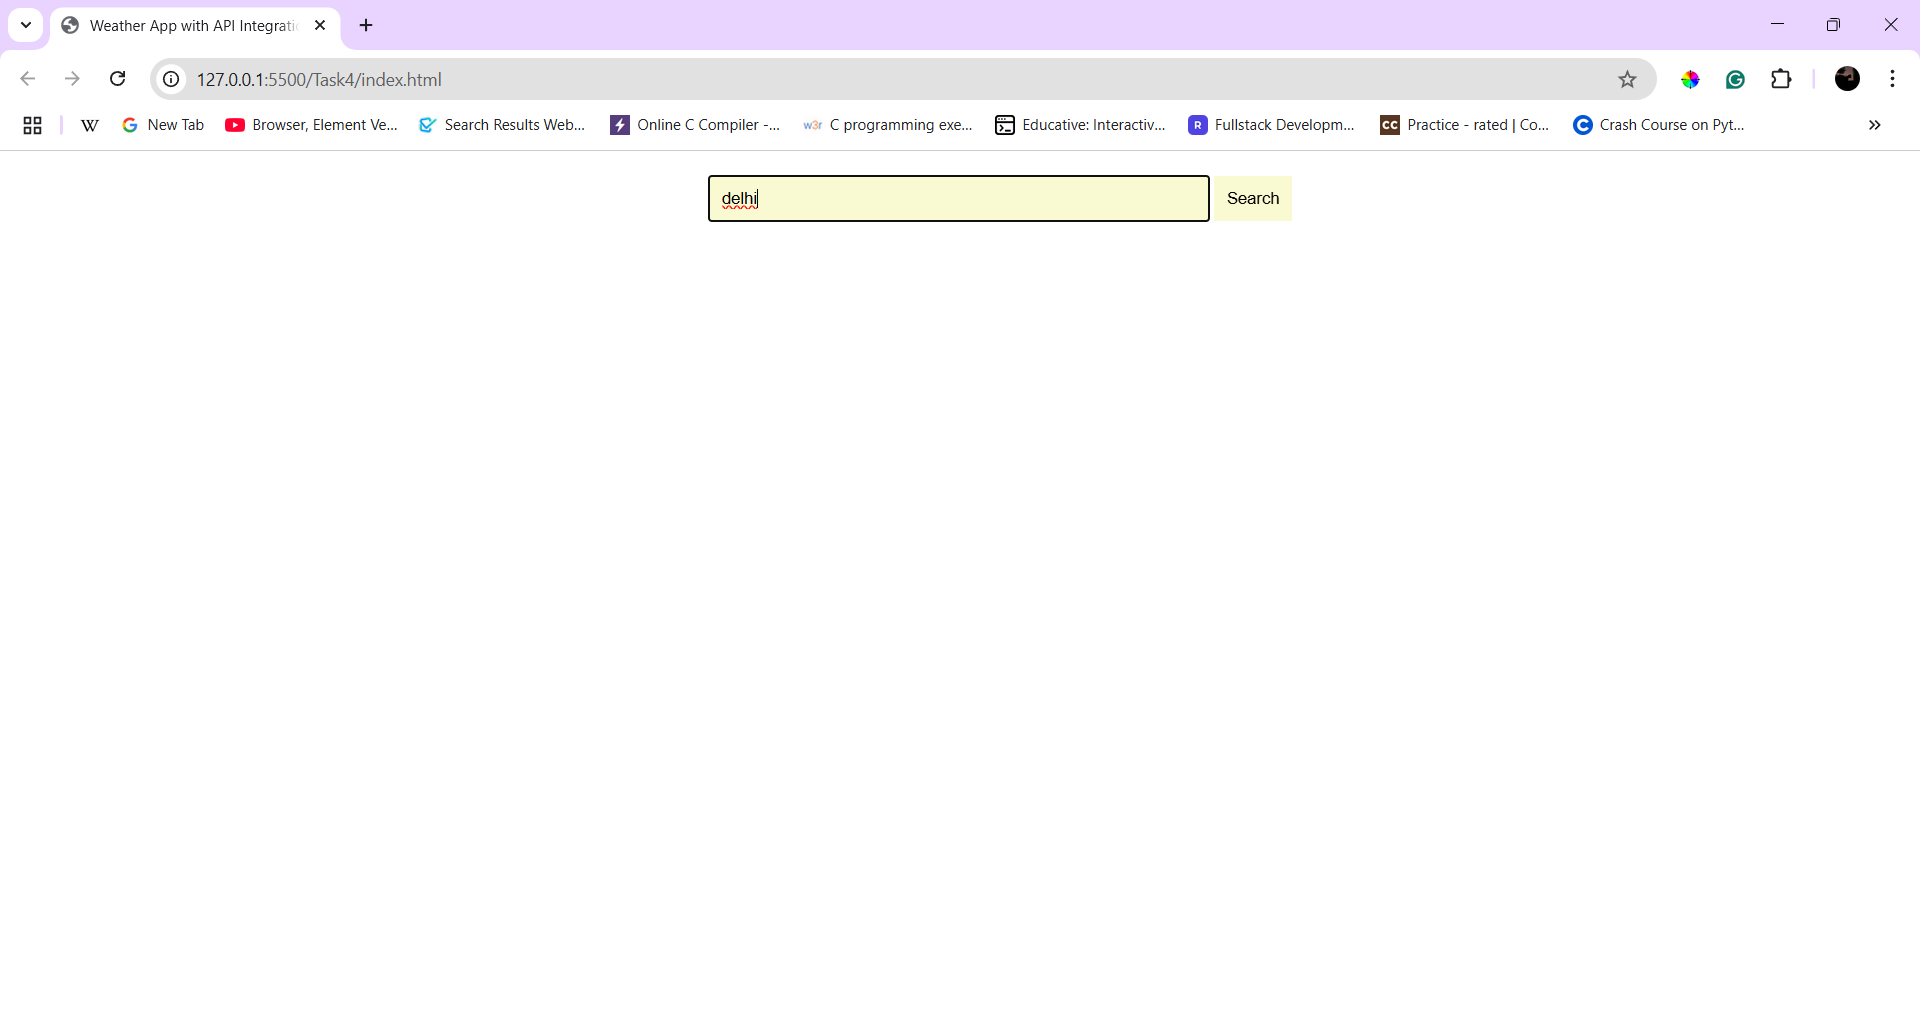 Weather App with API Integrati
127.0.0.1:5500/Task4/index.html
W New Tab Browser, Element Ve... Search Results Web... Online C Compiler -... w3r C programming exe... Educative: Interactiv... R Fullstack Developm... CC Practice - rated | Co... C Crash Course on Pyt...
delhi Search